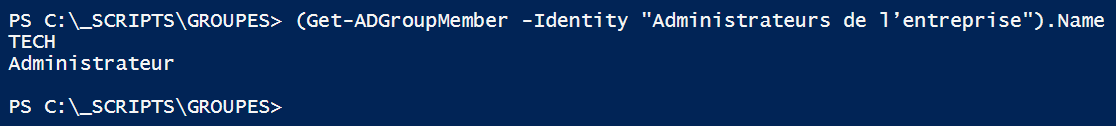 PS C:\_SCRIPTS\GROUPES> (Get-ADGroupMember -Identity "Administrateurs de l’entreprise").Name
TECH
Administrateur
PS C:\_SCRIPTS\GROUPES>